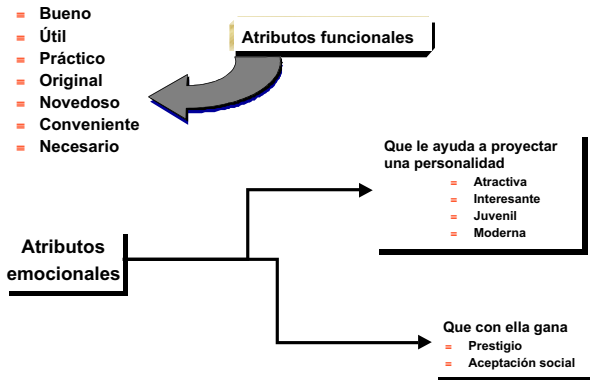 = Bueno
= Útil
= Práctico
= Original
= Novedoso
= Conveniente
= Necesario
Atributos funcionales
Atributos
emocionales
Que le ayuda a proyectar
una personalidad
= Atractiva
= Interesante
= Juvenil
= Moderna
Que con ella gana
= Prestigio
= Aceptación social